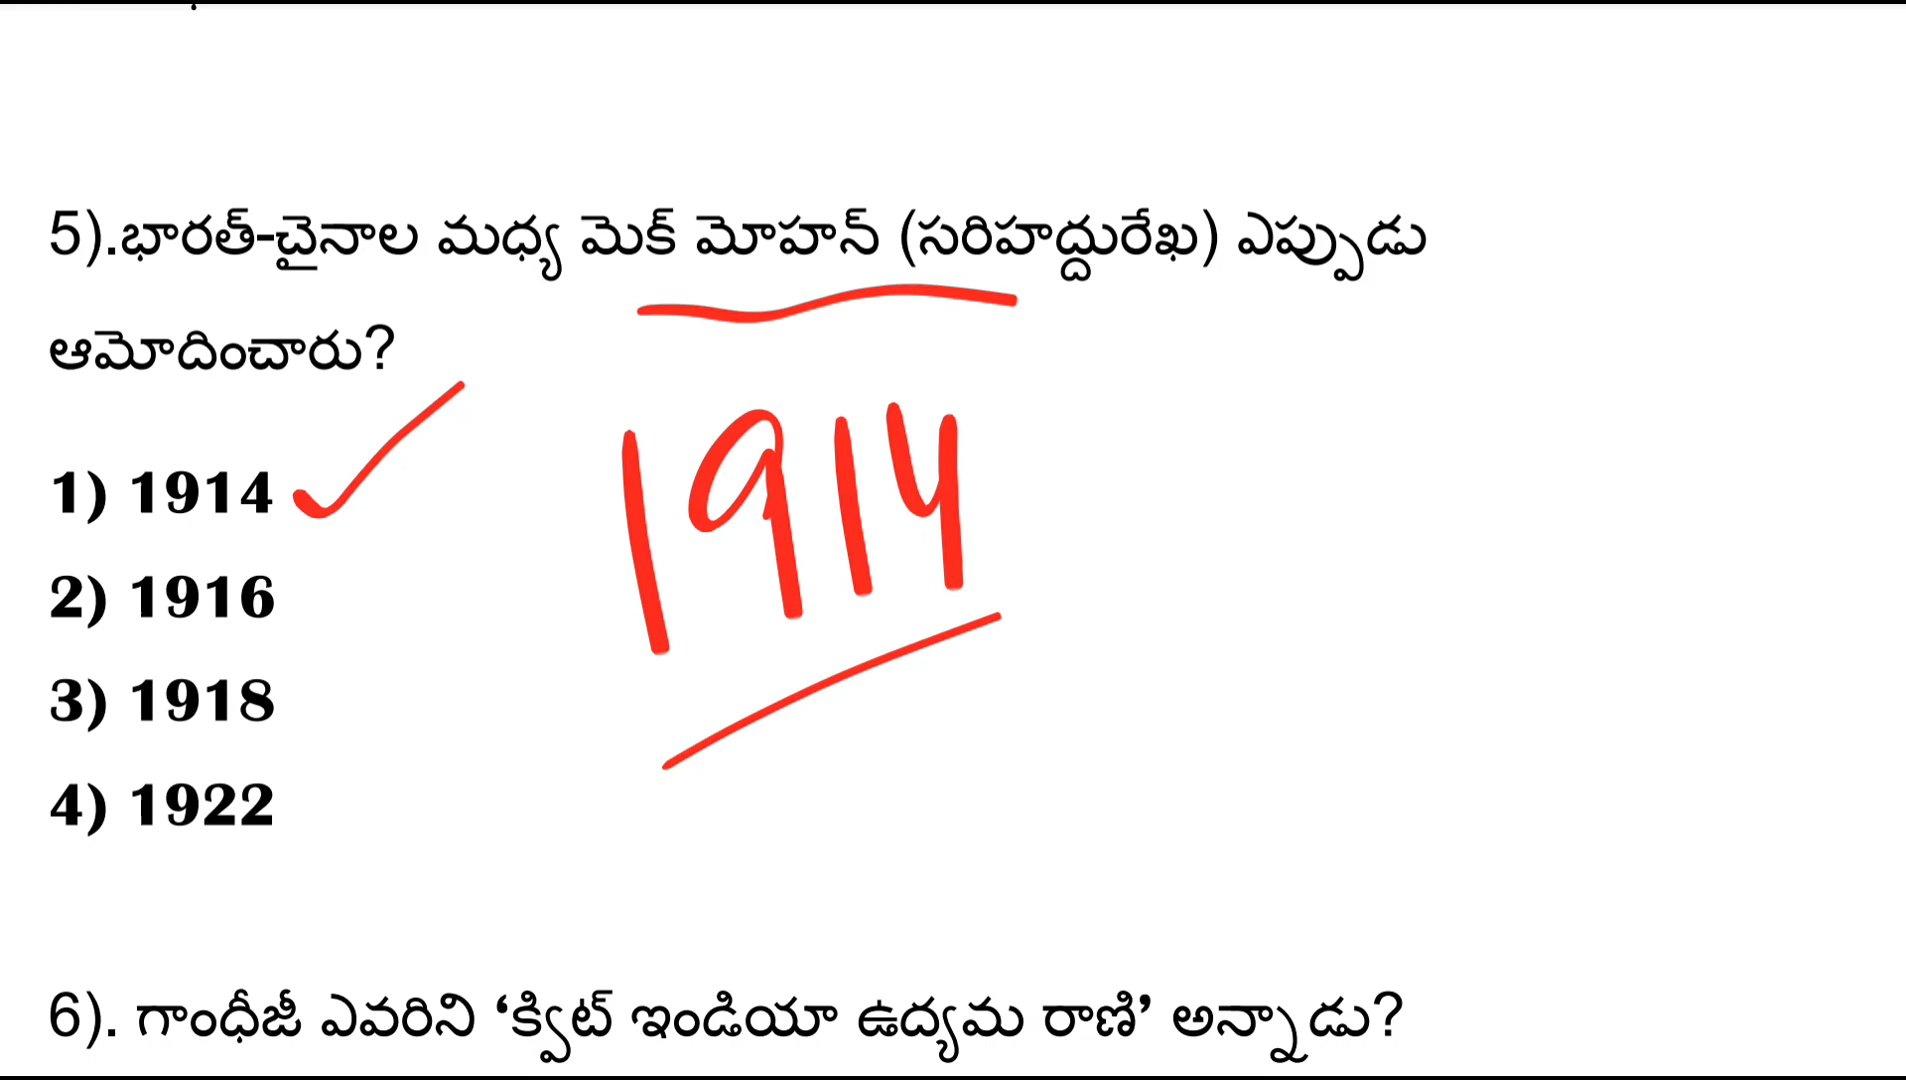 5).భారత్-చైనాల మధ్య మెక్ మోహన్ (సరిహద్దురేఖ) ఎప్పుడు
ఆమోదించారు?
1) 1914
1914
2) 1916
3) 1918
4) 1922
6). గాంధీజీ ఎవరిని ‘క్విట్ ఇండియా ఉద్యమ రాణి’ అన్నాడు?